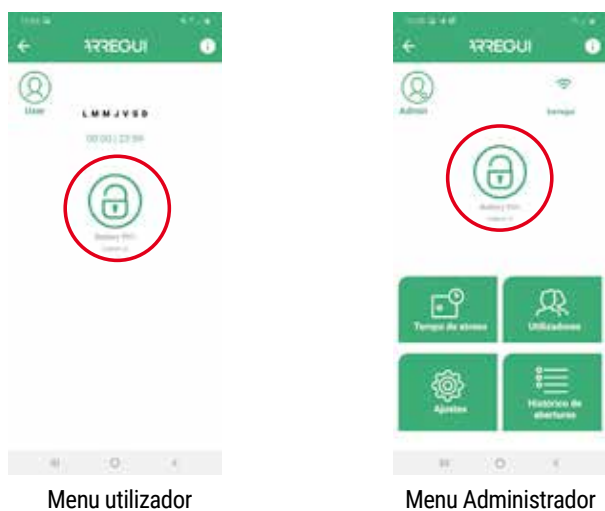 ARREGUI
User
L M M J V S D
00:00 | 23:59
Menu utilizador
ARREGUI
Admin
Tempo de atraso
Utilizadores
Ajustes
Histórico de
aberturas
Menu Administrador